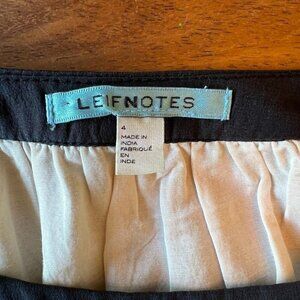 LEIFNOTES
4
MADE IN
INDIA
FABRIQUÉ
EN
INDE